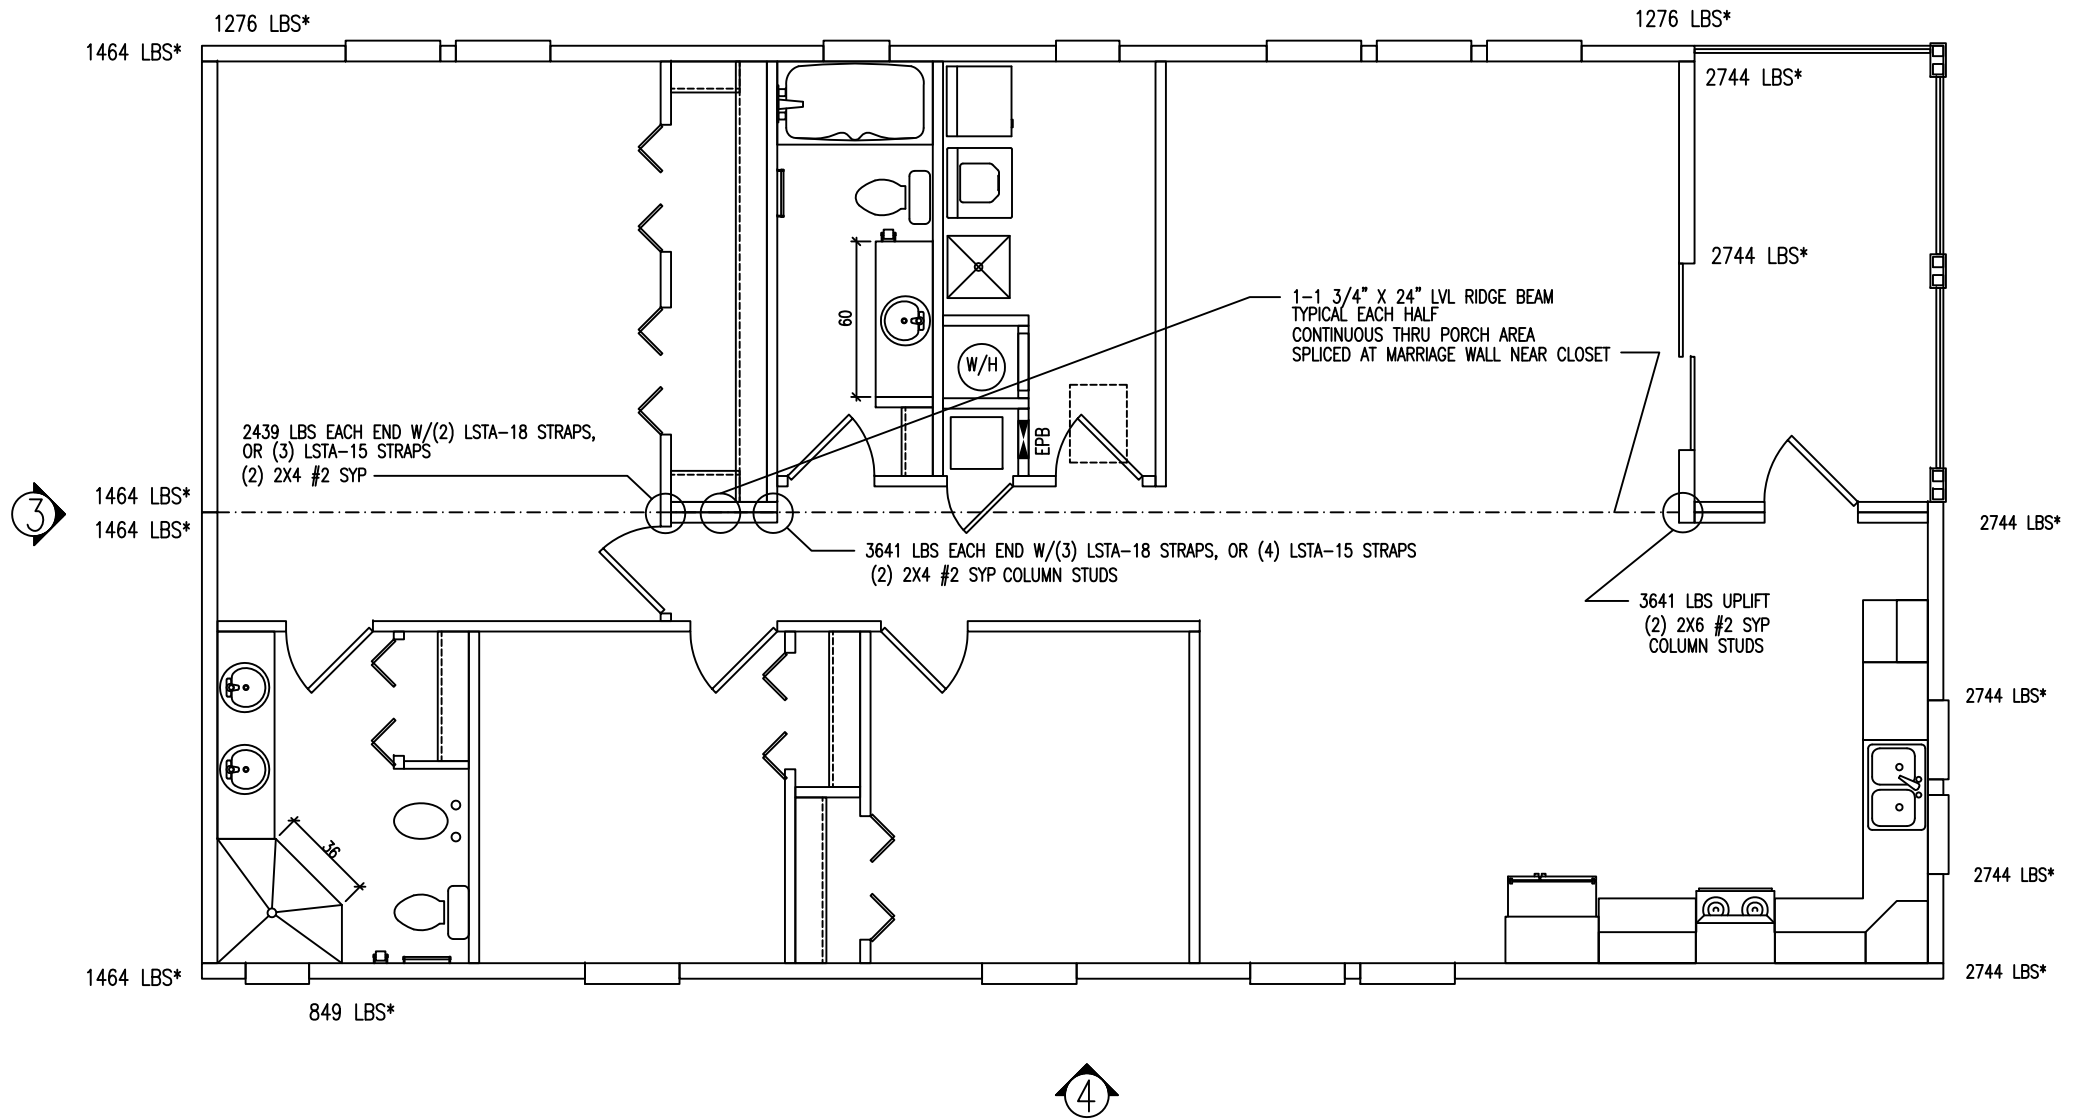 1276 LBS*
1276 LBS*
1464 LBS*
2744 LBS*
2744 LBS*
1-1 3/4" X 24" LVL RIDGE BEAM
TYPICAL EACH HALF
CONTINUOUS THRU PORCH AREA
SPLICED AT MARRIAGE WALL NEAR CLOSET
60
W/H
EPB
2439 LBS EACH END W/(2) LSTA-18 STRAPS,
OR (3) LSTA-15 STRAPS
(2) 2X4 #2 SYP
1464 LBS*
3
1464 LBS*
2744 LBS*
3641 LBS EACH END W/(3) LSTA-18 STRAPS, OR (4) LSTA-15 STRAPS
(2) 2X4 #2 SYP COLUMN STUDS
3641 LBS UPLIFT
(2) 2X6 #2 SYP
COLUMN STUDS
2744 LBS*
36
2744 LBS*
1464 LBS*
2744 LBS*
849 LBS*
4